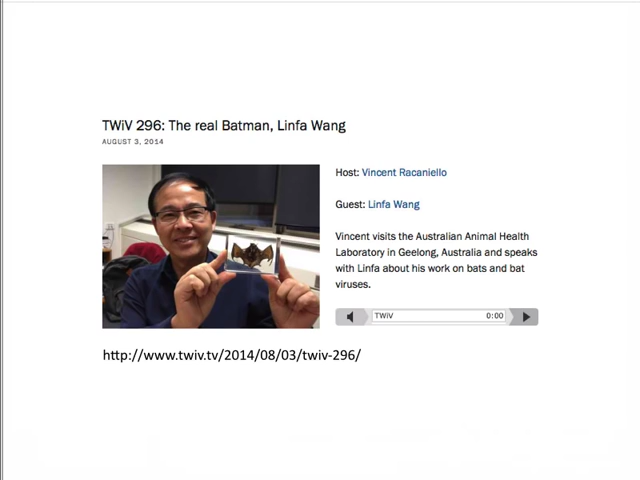 TWiV 296: The real Batman, Linfa Wang
AUGUST 3, 2014
Host: Vincent Racaniello
Guest: Linfa Wang
Vincent visits the Australian Animal Health
Laboratory in Geelong, Australia and speaks
with Linfa about his work on bats and bat
viruses.
TWiV 0:00
http://www.twiv.tv/2014/08/03/twiv-296/